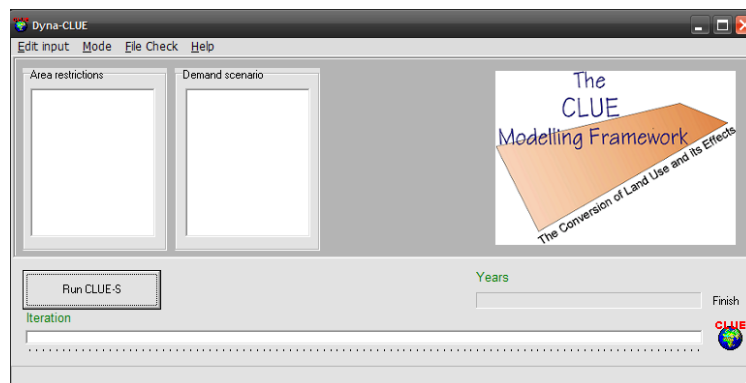 Dyna-CLUE
Edit input Mode File Check Help
Area restrictions
Demand scenario
The
CLUE
Modelling Framework
The Conversion of Land Use and its Effects
Run CLUE-S
Years
Finish
Iteration
CLUE